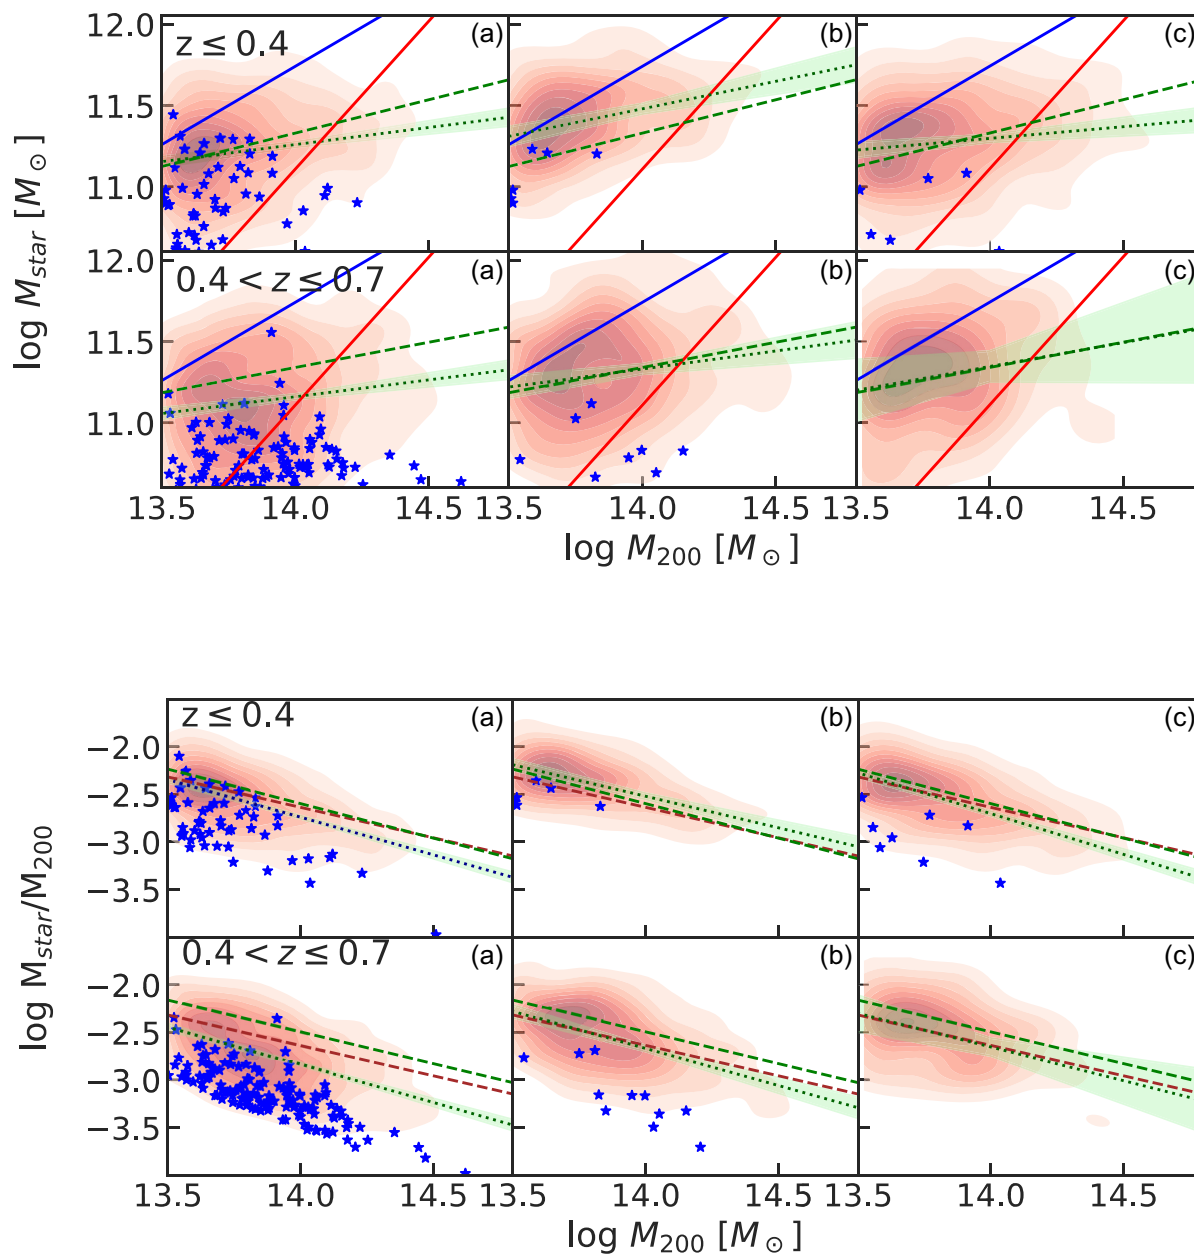 12.0
z ≤ 0.4
(a)
(b)
(c)
11.5
11.0
12.0
0.4 < z ≤ 0.7
(a)
(b)
(c)
11.5
11.0
log M_star [M_⊙]
13.5 14.0 14.5 13.5 14.0 14.5 13.5 14.0 14.5
log M_200 [M_⊙]
z ≤ 0.4
(a)
(b)
(c)
−2.0
−2.5
−3.0
−3.5
0.4 < z ≤ 0.7
(a)
(b)
(c)
−2.0
−2.5
−3.0
−3.5
log M_star/M_200
13.5 14.0 14.5 13.5 14.0 14.5 13.5 14.0 14.5
log M_200 [M_⊙]